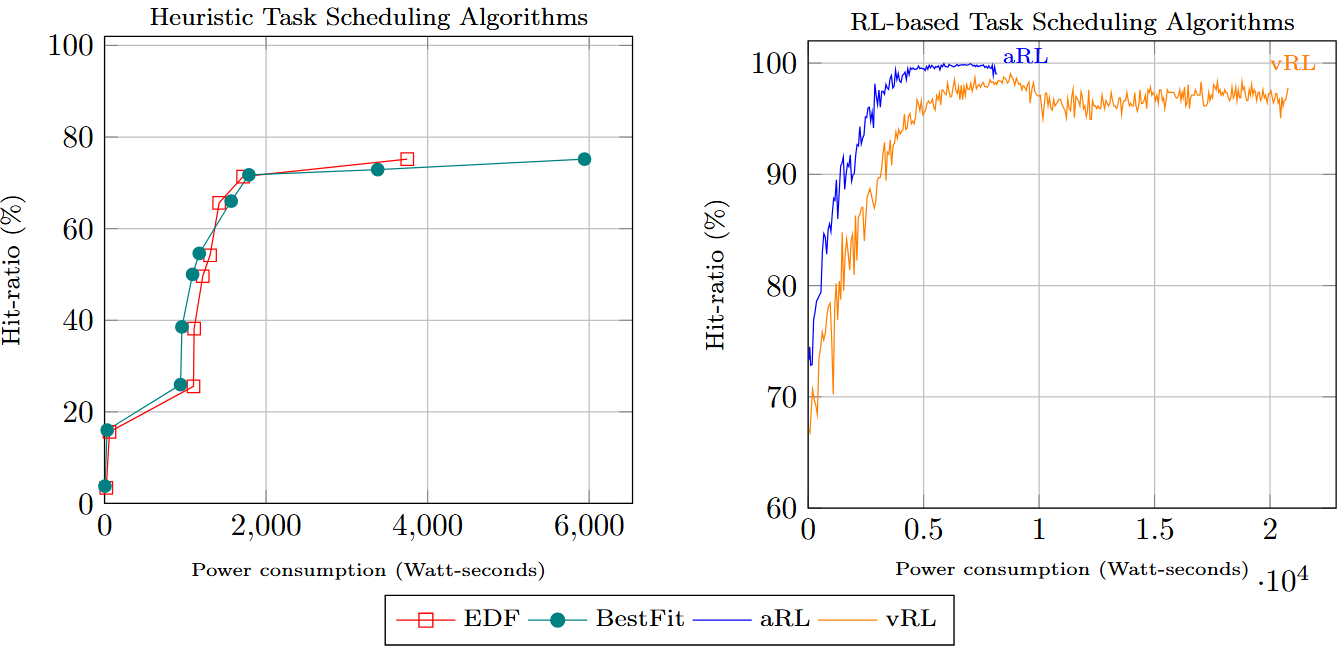 Heuristic Task Scheduling Algorithms
100
80
60
40
20
0
Hit-ratio (%)
0 2,000 4,000 6,000
Power consumption (Watt-seconds)
RL-based Task Scheduling Algorithms
aRL
vRL
100
90
80
70
60
Hit-ratio (%)
0 0.5 1 1.5 2
Power consumption (Watt-seconds)
·10⁴
EDF BestFit aRL vRL